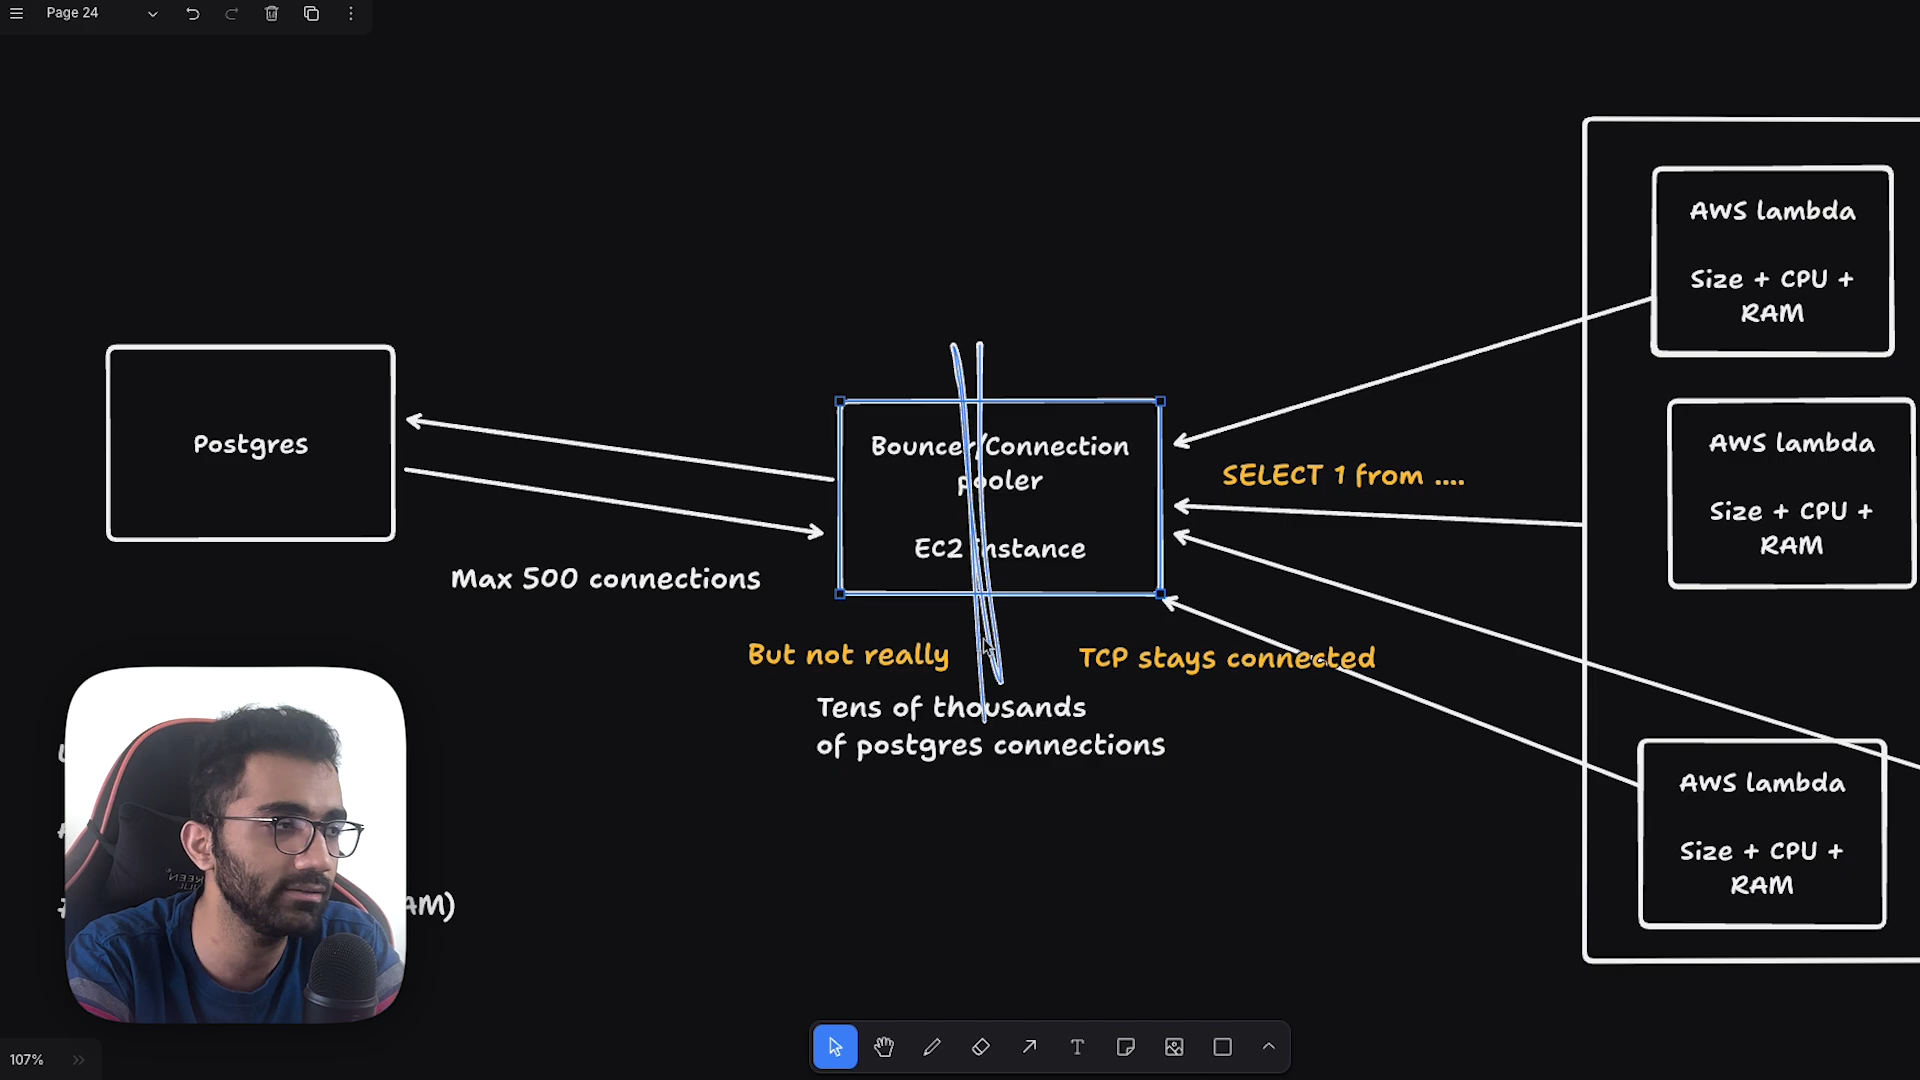 Page 24
AWS lambda
Size + CPU +
RAM
Postgres
Bouncer/Connection
pooler
EC2 instance
SELECT 1 from ....
AWS lambda
Size + CPU +
RAM
Max 500 connections
But not really
TCP stays connected
Tens of thousands
of postgres connections
AWS lambda
Size + CPU +
RAM
AM)
107%